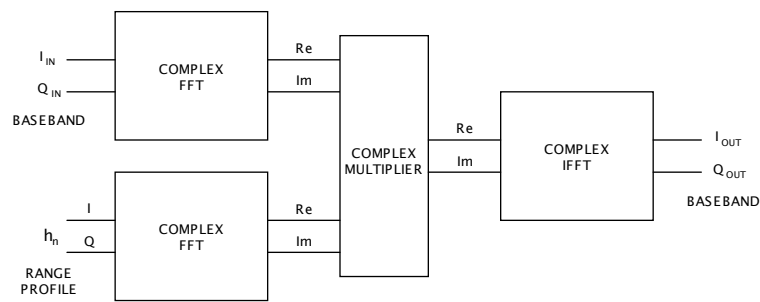 I IN
Q IN
BASEBAND
COMPLEX
FFT
Re
Im
COMPLEX
MULTIPLIER
Re
Im
COMPLEX
IFFT
I OUT
Q OUT
BASEBAND
I
hn
Q
RANGE
PROFILE
COMPLEX
FFT
Re
Im